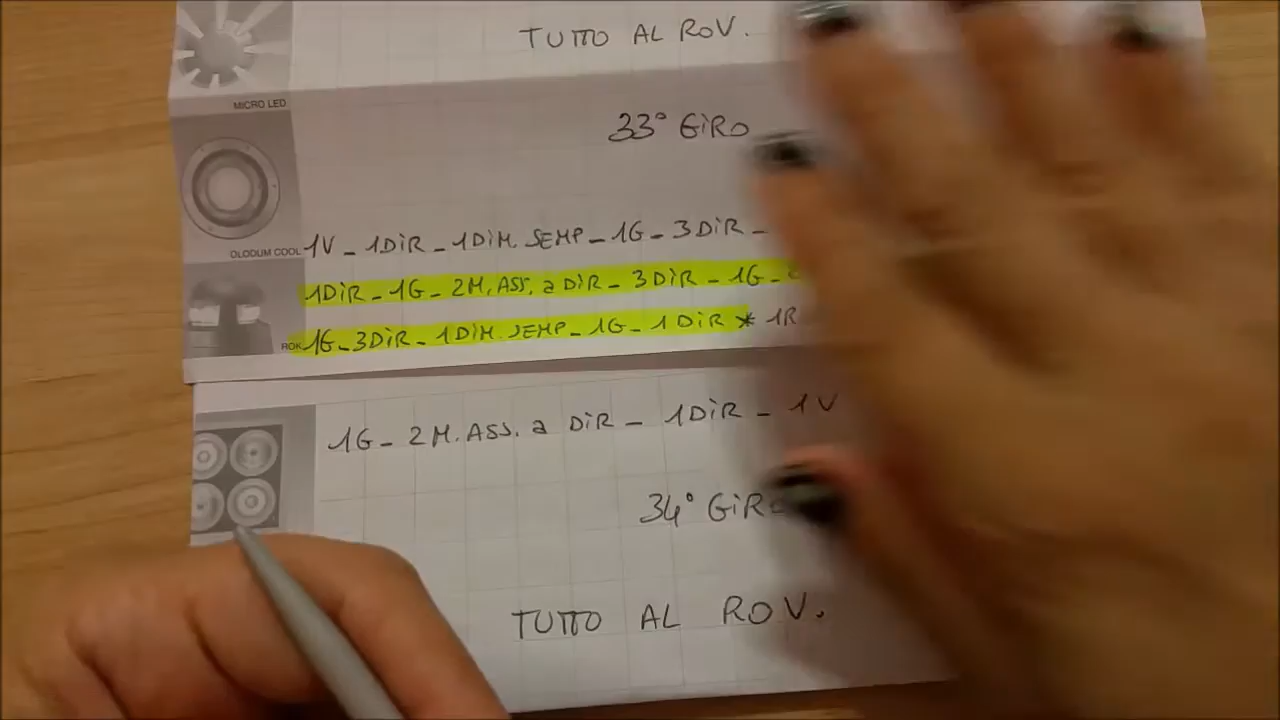 TUTTO AL ROV.
MICRO LED
33° GIRO
OLODUM COOL
1V - 1DIR - 1DIM. SEMP - 1G - 3DIR -
1DIR - 1G - 2M. ASS. a DIR - 3DIR - 1G -
ROK
1G - 3DIR - 1DIM. SEMP - 1G - 1DIR * 1R
1G - 2M. ASS. a DIR - 1DIR - 1V
34° GIRO
TUTTO AL ROV.